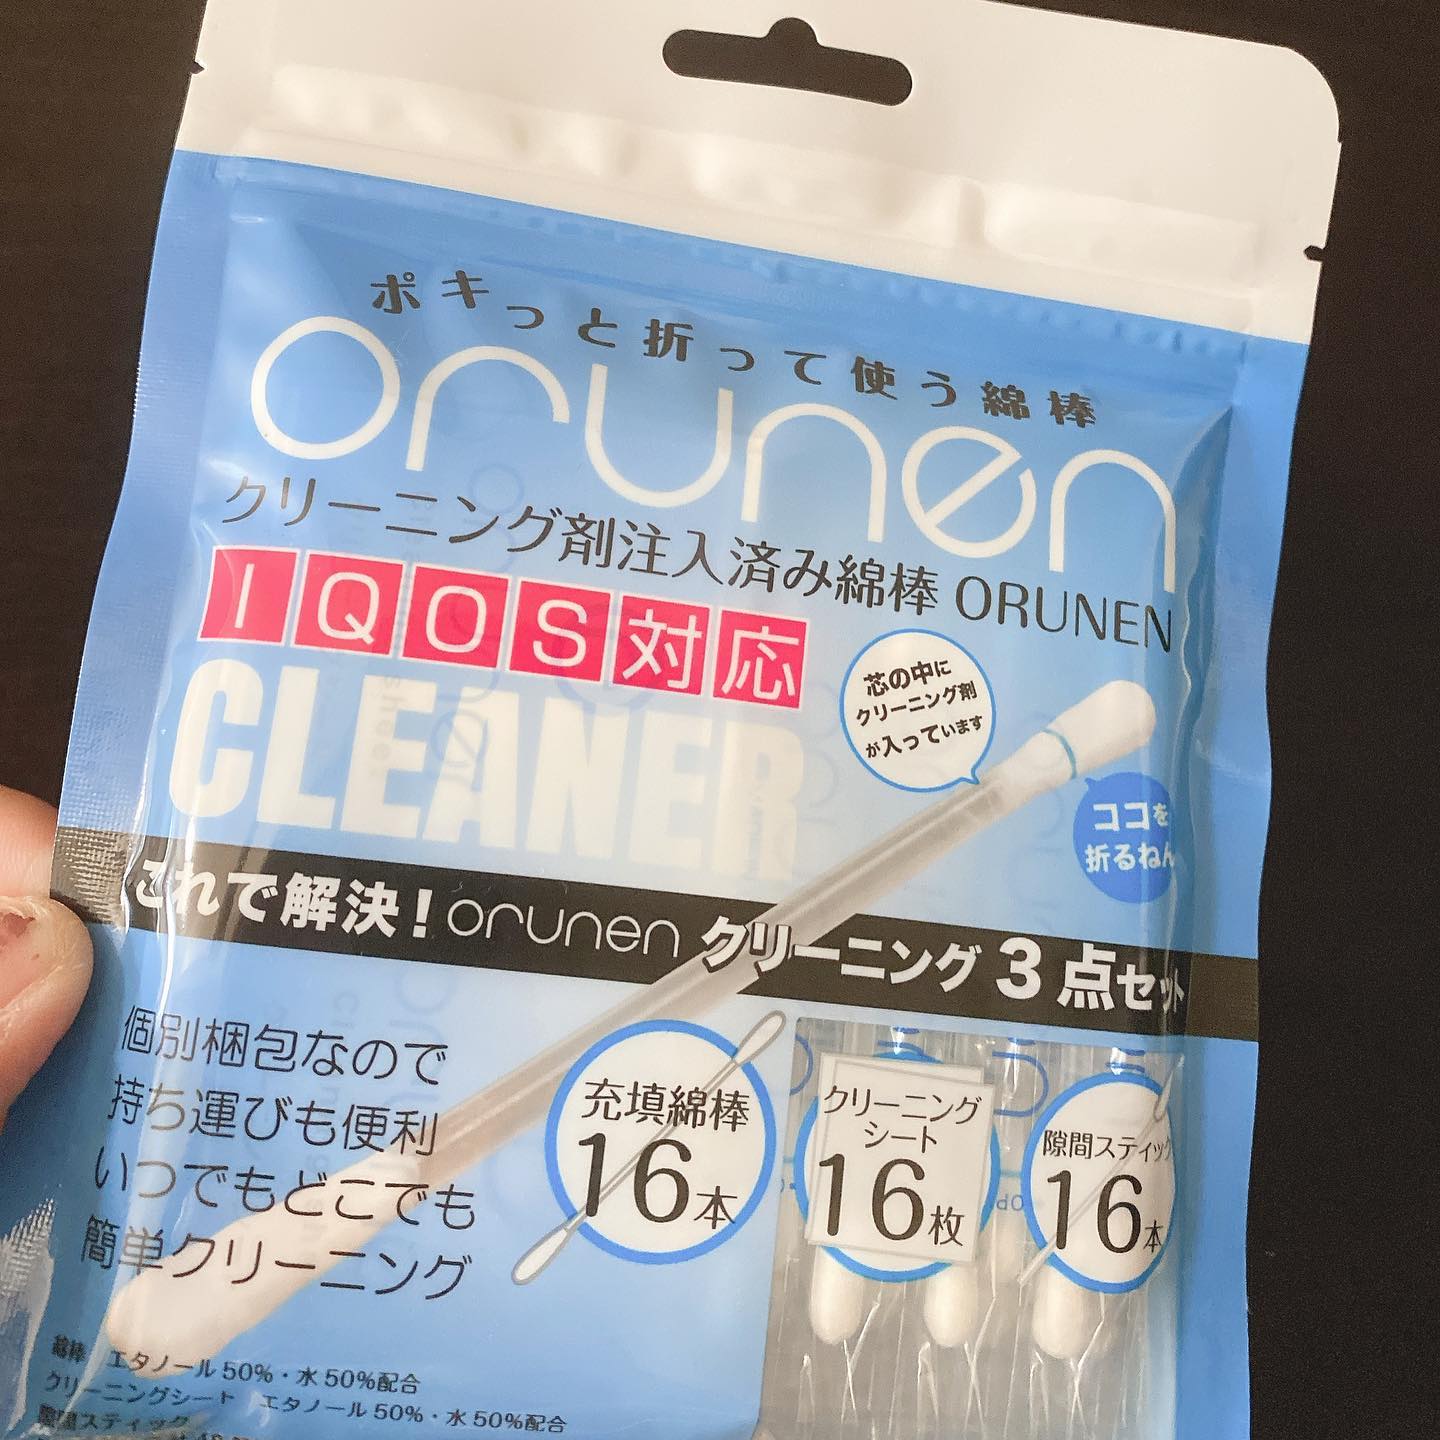 ポキっと折って使う綿棒
orunen
クリーニング剤注入済み綿棒 ORUNEN
IQOS対応
CLEANER
芯の中に
クリーニング剤
が入っています
ココを
折るねん
これで解決！orunen クリーニング3点セット
個別梱包なので
持ち運びも便利
いつでもどこでも
簡単クリーニング
充填綿棒
16本
クリーニング
シート
16枚
隙間スティック
16本
綿棒 エタノール50%・水50%配合
クリーニングシート エタノール50%・水50%配合
隙間スティック